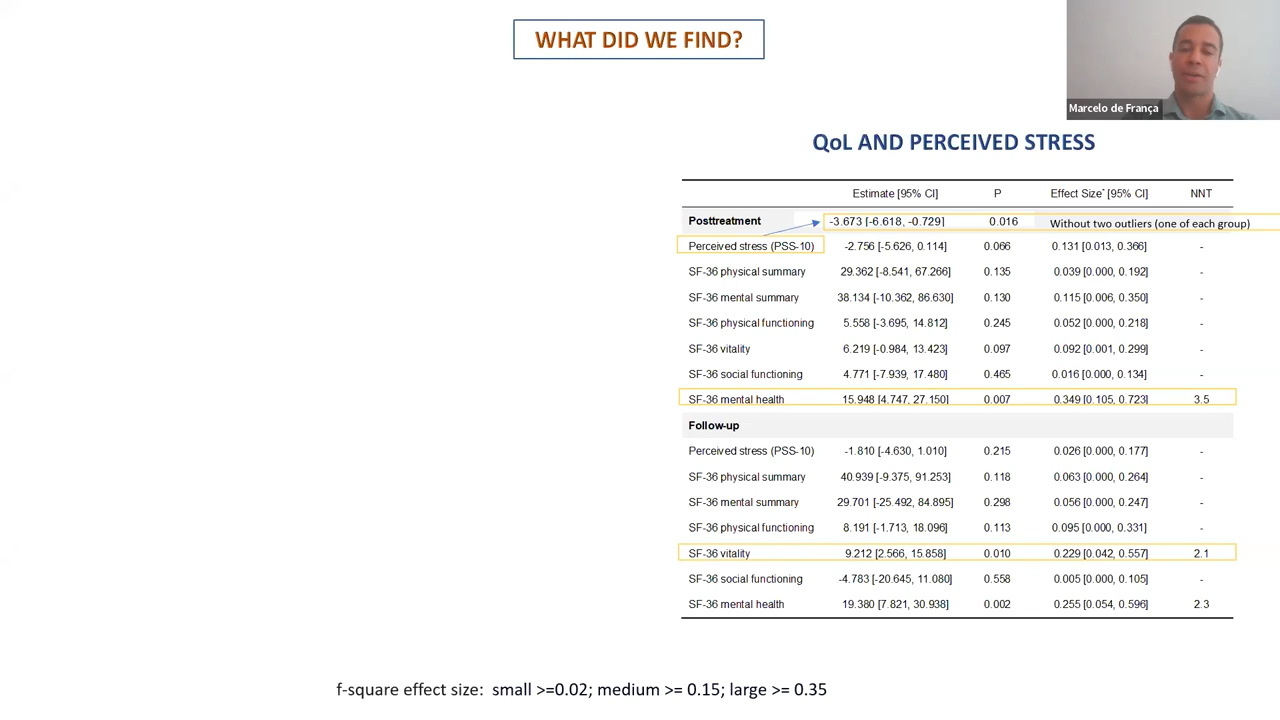 WHAT DID WE FIND?
Marcelo de França
QoL AND PERCEIVED STRESS
Estimate [95% CI] P Effect Size* [95% CI] NNT
Posttreatment -3.673 [-6.618, -0.729] 0.016 Without two outliers (one of each group)
Perceived stress (PSS-10) -2.756 [-5.626, 0.114] 0.066 0.131 [0.013, 0.366] -
SF-36 physical summary 29.362 [-8.541, 67.266] 0.135 0.039 [0.000, 0.192] -
SF-36 mental summary 38.134 [-10.362, 86.630] 0.130 0.115 [0.006, 0.350] -
SF-36 physical functioning 5.558 [-3.695, 14.812] 0.245 0.052 [0.000, 0.218] -
SF-36 vitality 6.219 [-0.984, 13.423] 0.097 0.092 [0.001, 0.299] -
SF-36 social functioning 4.771 [-7.939, 17.480] 0.465 0.016 [0.000, 0.134] -
SF-36 mental health 15.948 [4.747, 27.150] 0.007 0.349 [0.105, 0.723] 3.5
Follow-up
Perceived stress (PSS-10) -1.810 [-4.630, 1.010] 0.215 0.026 [0.000, 0.177] -
SF-36 physical summary 40.939 [-9.375, 91.253] 0.118 0.063 [0.000, 0.264] -
SF-36 mental summary 29.701 [-25.492, 84.895] 0.298 0.056 [0.000, 0.247] -
SF-36 physical functioning 8.191 [-1.713, 18.096] 0.113 0.095 [0.000, 0.331] -
SF-36 vitality 9.212 [2.566, 15.858] 0.010 0.229 [0.042, 0.557] 2.1
SF-36 social functioning -4.783 [-20.645, 11.080] 0.558 0.005 [0.000, 0.105] -
SF-36 mental health 19.380 [7.821, 30.938] 0.002 0.255 [0.054, 0.596] 2.3
f-square effect size: small >=0.02; medium >= 0.15; large >= 0.35